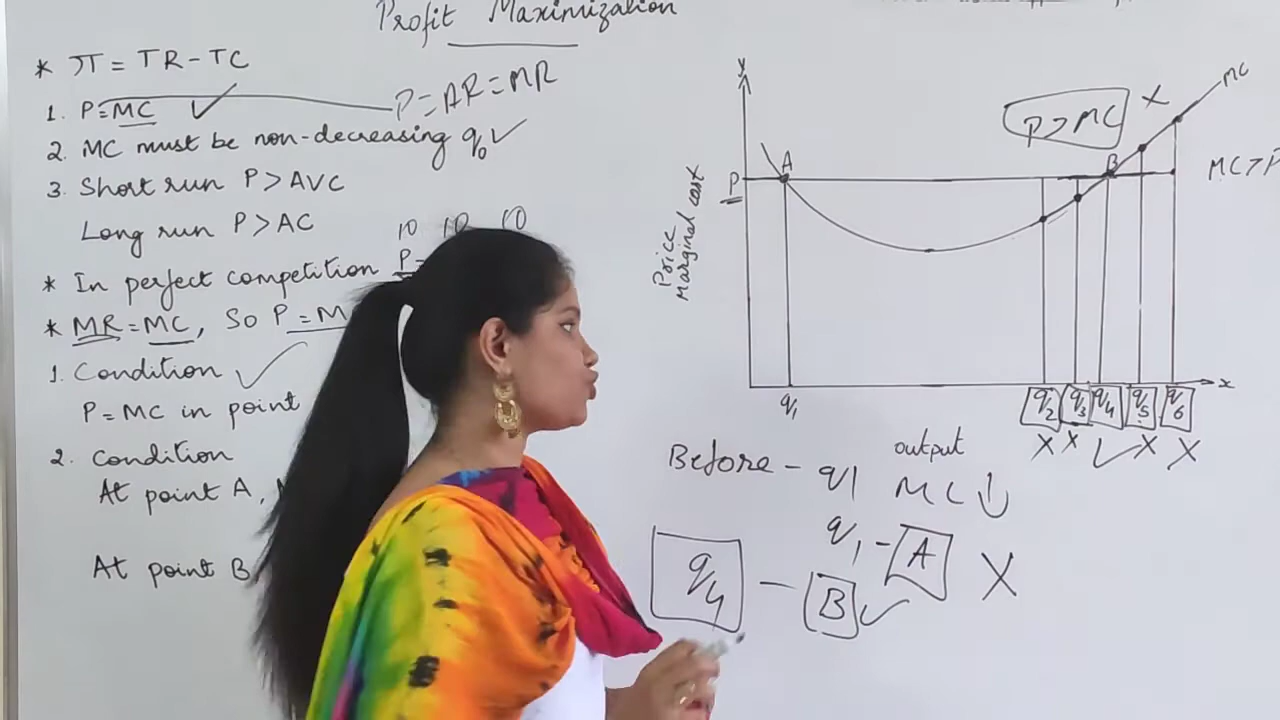 Profit Maximization
* π = TR - TC
1. P=MC ✓
P=AR=MR
2. MC must be non-decreasing q₀ ✓
3. Short run P>AVC
Long run P>AC
10 10 10
* In perfect competition P=
* MR=MC, So P=M
1. Condition ✓
P=MC in point
2. Condition
At point A,
At point B
Y
MC
P>MC X
A
B
P
MC>P
Price
Marginal cost
x
q₁ q₂ q₃ q₄ q₅ q₆
X X ✓ X X
Before - q1
output
MC ↓
q₁ - A X
q₄ - B ✓